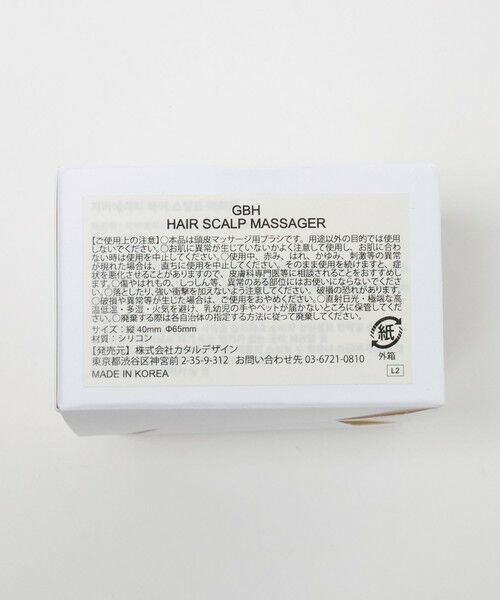 GBH
HAIR SCALP MASSAGER
【ご使用上の注意】○本品は頭皮マッサージ用ブラシです。用途以外の目的では使用
しないでください。○お肌に異常が生じていないかよく注意して使用し、お肌に合わ
ない時は使用を中止してください。○使用中、赤み、はれ、かゆみ、刺激等の異常
が現れた場合は、直ちに使用を中止してください。そのまま使用を続けますと、症
状を悪化させることがありますので、皮膚科専門医等に相談されることをおすすめし
ます。○傷やはれもの、しっしん等、異常のある部位にはお使いにならないでくださ
い。○落としたり、強い衝撃を加えないよう注意してください。破損の恐れがあります。
○破損や異常等が生じた場合は、ご使用をおやめください。○直射日光・極端な高
温低温・多湿・火気を避け、乳幼児の手やペットが届かないところに保管してくださ
い。○廃棄する際は各自治体の指定する方法に従って廃棄してください。
サイズ：縦 40mm Φ65mm
材質：シリコン
【発売元】株式会社カタルデザイン
東京都渋谷区神宮前 2-35-9-312 お問い合わせ先 03-6721-0810
MADE IN KOREA
紙
外箱
L2